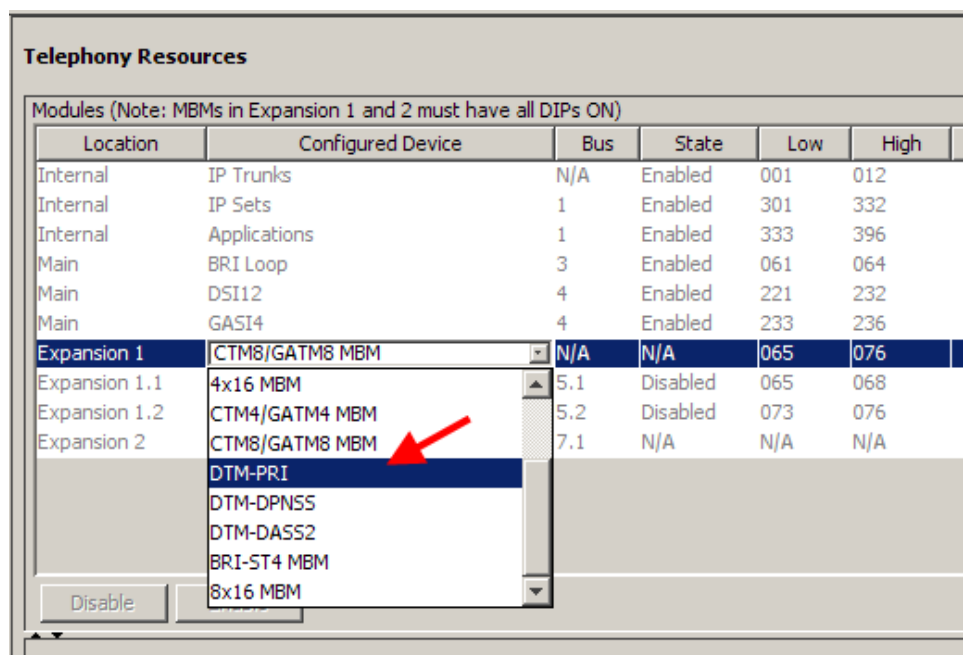 Telephony Resources
Modules (Note: MBMs in Expansion 1 and 2 must have all DIPs ON)
Location Configured Device Bus State Low High
Internal IP Trunks N/A Enabled 001 012
Internal IP Sets 1 Enabled 301 332
Internal Applications 1 Enabled 333 396
Main BRI Loop 3 Enabled 061 064
Main DSI12 4 Enabled 221 232
Main GASI4 4 Enabled 233 236
Expansion 1 CTM8/GATM8 MBM N/A N/A 065 076
Expansion 1.1 4x16 MBM 5.1 Disabled 065 068
Expansion 1.2 CTM4/GATM4 MBM 5.2 Disabled 073 076
Expansion 2 CTM8/GATM8 MBM 7.1 N/A N/A N/A
DTM-PRI
DTM-DPNSS
DTM-DASS2
BRI-ST4 MBM
8x16 MBM
Disable